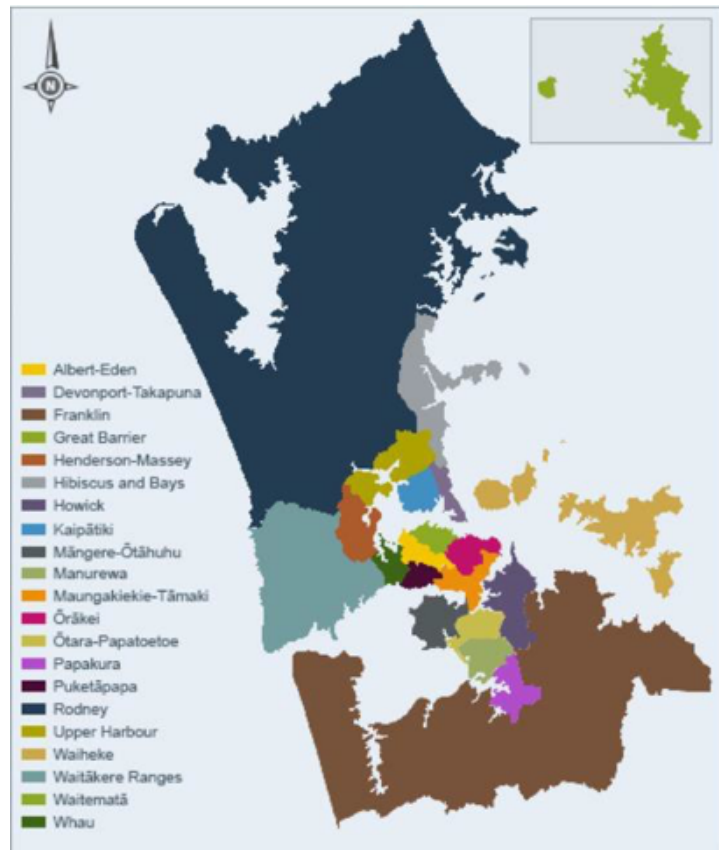 N
Albert-Eden
Devonport-Takapuna
Franklin
Great Barrier
Henderson-Massey
Hibiscus and Bays
Howick
Kaipātiki
Māngere-Ōtāhuhu
Manurewa
Maungakiekie-Tāmaki
Ōrākei
Ōtara-Papatoetoe
Papakura
Puketāpapa
Rodney
Upper Harbour
Waiheke
Waitākere Ranges
Waitematā
Whau